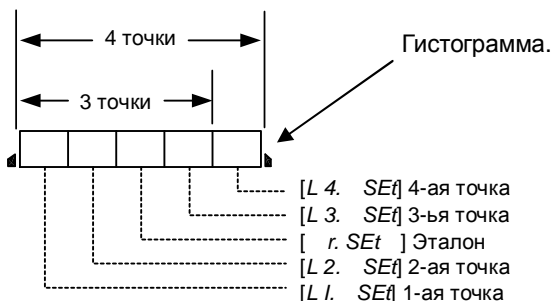 4 точки
Гистограмма.
3 точки
[L 4. SEt] 4-ая точка
[L 3. SEt] 3-ья точка
[ r. SEt ] Эталон
[L 2. SEt] 2-ая точка
[L I. SEt] 1-ая точка